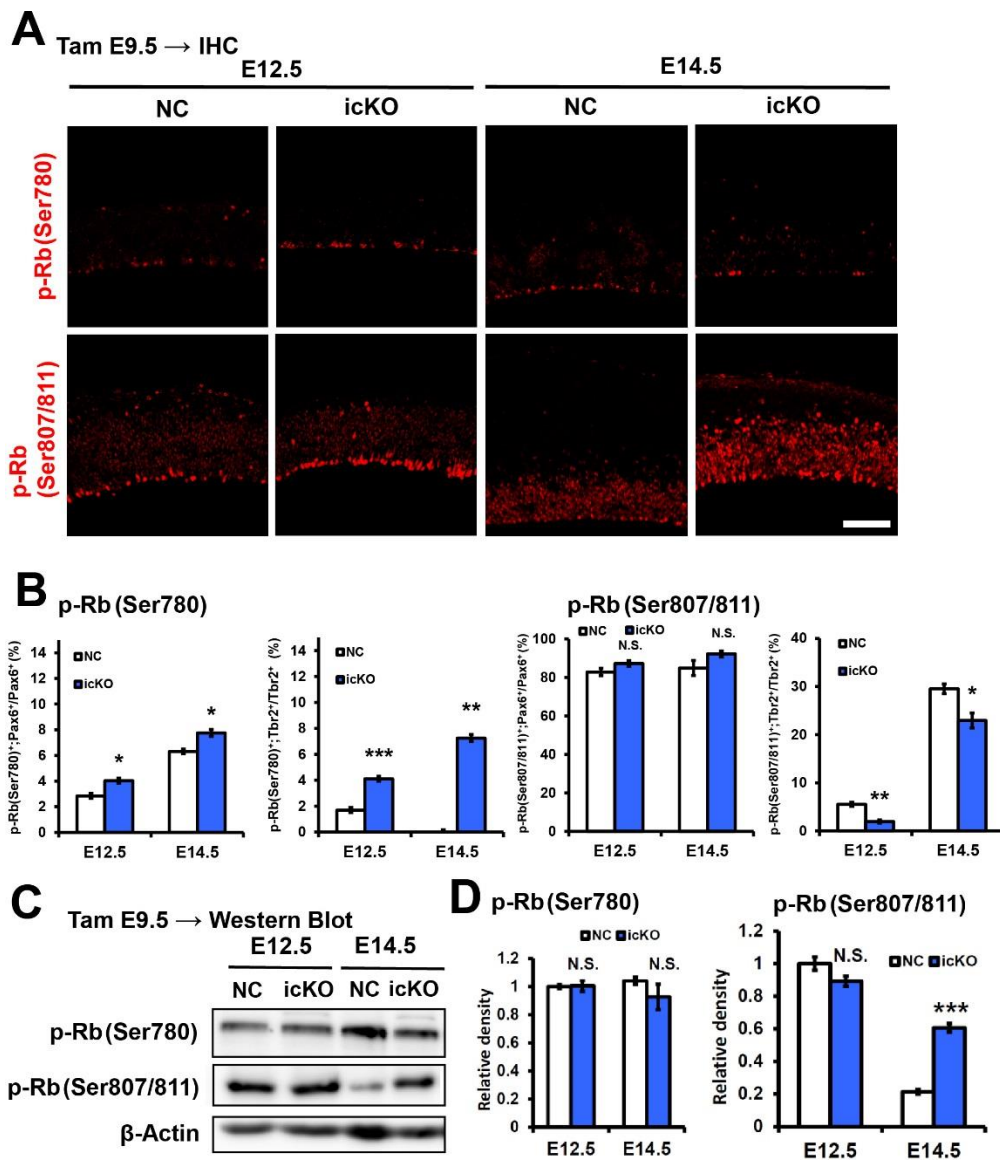 A
Tam E9.5 → IHC
E12.5
E14.5
NC
icKO
NC
icKO
p-Rb(Ser780)
p-Rb
(Ser807/811)
B
p-Rb(Ser780)
p-Rb(Ser807/811)
p-Rb(Ser780)⁺;Pax6⁺/Pax6⁺ (%)
16
14
12
10
8
6
4
2
0
NC
icKO
*
*
E12.5
E14.5
p-Rb(Ser780)⁺;Tbr2⁺/Tbr2⁺ (%)
16
14
12
10
8
6
4
2
0
NC
icKO
***
**
E12.5
E14.5
p-Rb(Ser807/811)⁺;Pax6⁺/Pax6⁺ (%)
100
80
60
40
20
0
NC
icKO
N.S.
N.S.
E12.5
E14.5
p-Rb(Ser807/811)⁺;Tbr2⁺/Tbr2⁺ (%)
40
30
20
10
0
NC
icKO
**
*
E12.5
E14.5
C
Tam E9.5 → Western Blot
E12.5
E14.5
NC
icKO
NC
icKO
p-Rb(Ser780)
p-Rb(Ser807/811)
β-Actin
D
p-Rb(Ser780)
Relative density
1.2
1
0.8
0.6
0.4
0.2
0
NC
icKO
N.S.
N.S.
E12.5
E14.5
p-Rb(Ser807/811)
Relative density
1.2
1
0.8
0.6
0.4
0.2
0
NC
icKO
N.S.
***
E12.5
E14.5